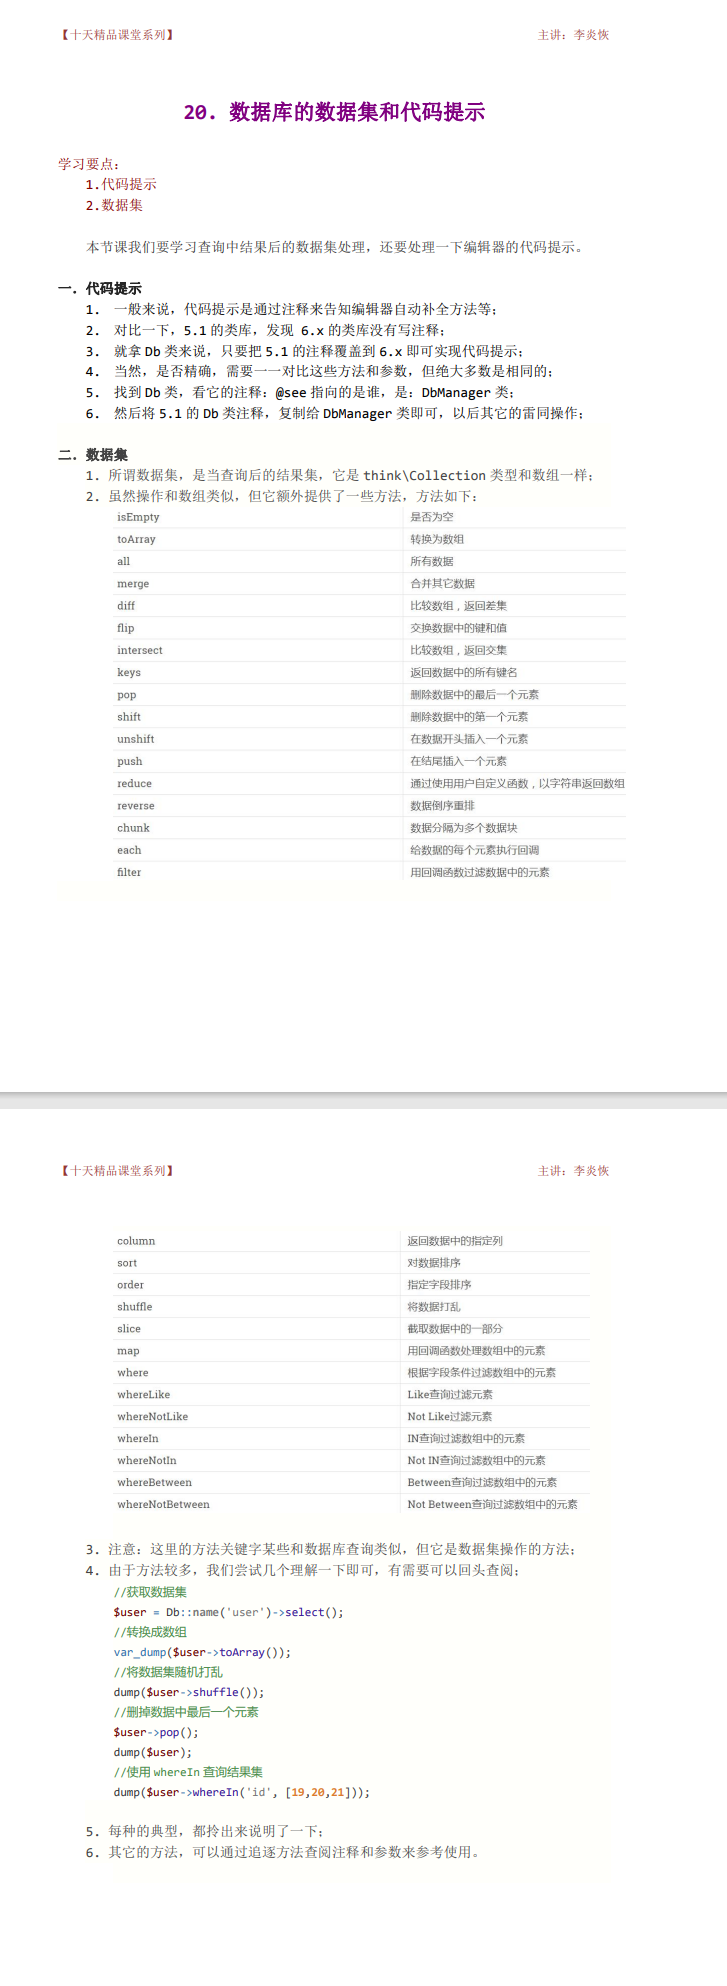 【十天精品课堂系列】 主讲：李炎恢
20. 数据库的数据集和代码提示
学习要点：
1.代码提示
2.数据集
本节课我们要学习查询中结果后的数据集处理，还要处理一下编辑器的代码提示。
一．代码提示
1. 一般来说，代码提示是通过注释来告知编辑器自动补全方法等；
2. 对比一下，5.1 的类库，发现 6.x 的类库没有写注释；
3. 就拿 Db 类来说，只要把 5.1 的注释覆盖到 6.x 即可实现代码提示；
4. 当然，是否精确，需要一一对比这些方法和参数，但绝大多数是相同的；
5. 找到 Db 类，看它的注释：@see 指向的是谁，是：DbManager 类；
6. 然后将 5.1 的 Db 类注释，复制给 DbManager 类即可，以后其它的雷同操作；
二．数据集
1. 所谓数据集，是当查询后的结果集，它是 think\Collection 类型和数组一样；
2. 虽然操作和数组类似，但它额外提供了一些方法，方法如下：
isEmpty 是否为空
toArray 转换为数组
all 所有数据
merge 合并其它数据
diff 比较数组，返回差集
flip 交换数据中的键和值
intersect 比较数组，返回交集
keys 返回数据中的所有键名
pop 删除数据中的最后一个元素
shift 删除数据中的第一个元素
unshift 在数据开头插入一个元素
push 在结尾插入一个元素
reduce 通过使用用户自定义函数，以字符串返回数组
reverse 数据倒序重排
chunk 数据分隔为多个数据块
each 给数据的每个元素执行回调
filter 用回调函数过滤数据中的元素
【十天精品课堂系列】 主讲：李炎恢
column 返回数据中的指定列
sort 对数据排序
order 指定字段排序
shuffle 将数据打乱
slice 截取数据中的一部分
map 用回调函数处理数组中的元素
where 根据字段条件过滤数组中的元素
whereLike Like查询过滤元素
whereNotLike Not Like过滤元素
whereIn IN查询过滤数组中的元素
whereNotIn Not IN查询过滤数组中的元素
whereBetween Between查询过滤数组中的元素
whereNotBetween Not Between查询过滤数组中的元素
3. 注意：这里的方法关键字某些和数据库查询类似，但它是数据集操作的方法；
4. 由于方法较多，我们尝试几个理解一下即可，有需要可以回头查阅；
//获取数据集
$user = Db::name('user')->select();
//转换成数组
var_dump($user->toArray());
//将数据集随机打乱
dump($user->shuffle());
//删掉数据中最后一个元素
$user->pop();
dump($user);
//使用 whereIn 查询结果集
dump($user->whereIn('id', [19,20,21]));
5. 每种的典型，都拎出来说明了一下；
6. 其它的方法，可以通过追逐方法查阅注释和参数来参考使用。